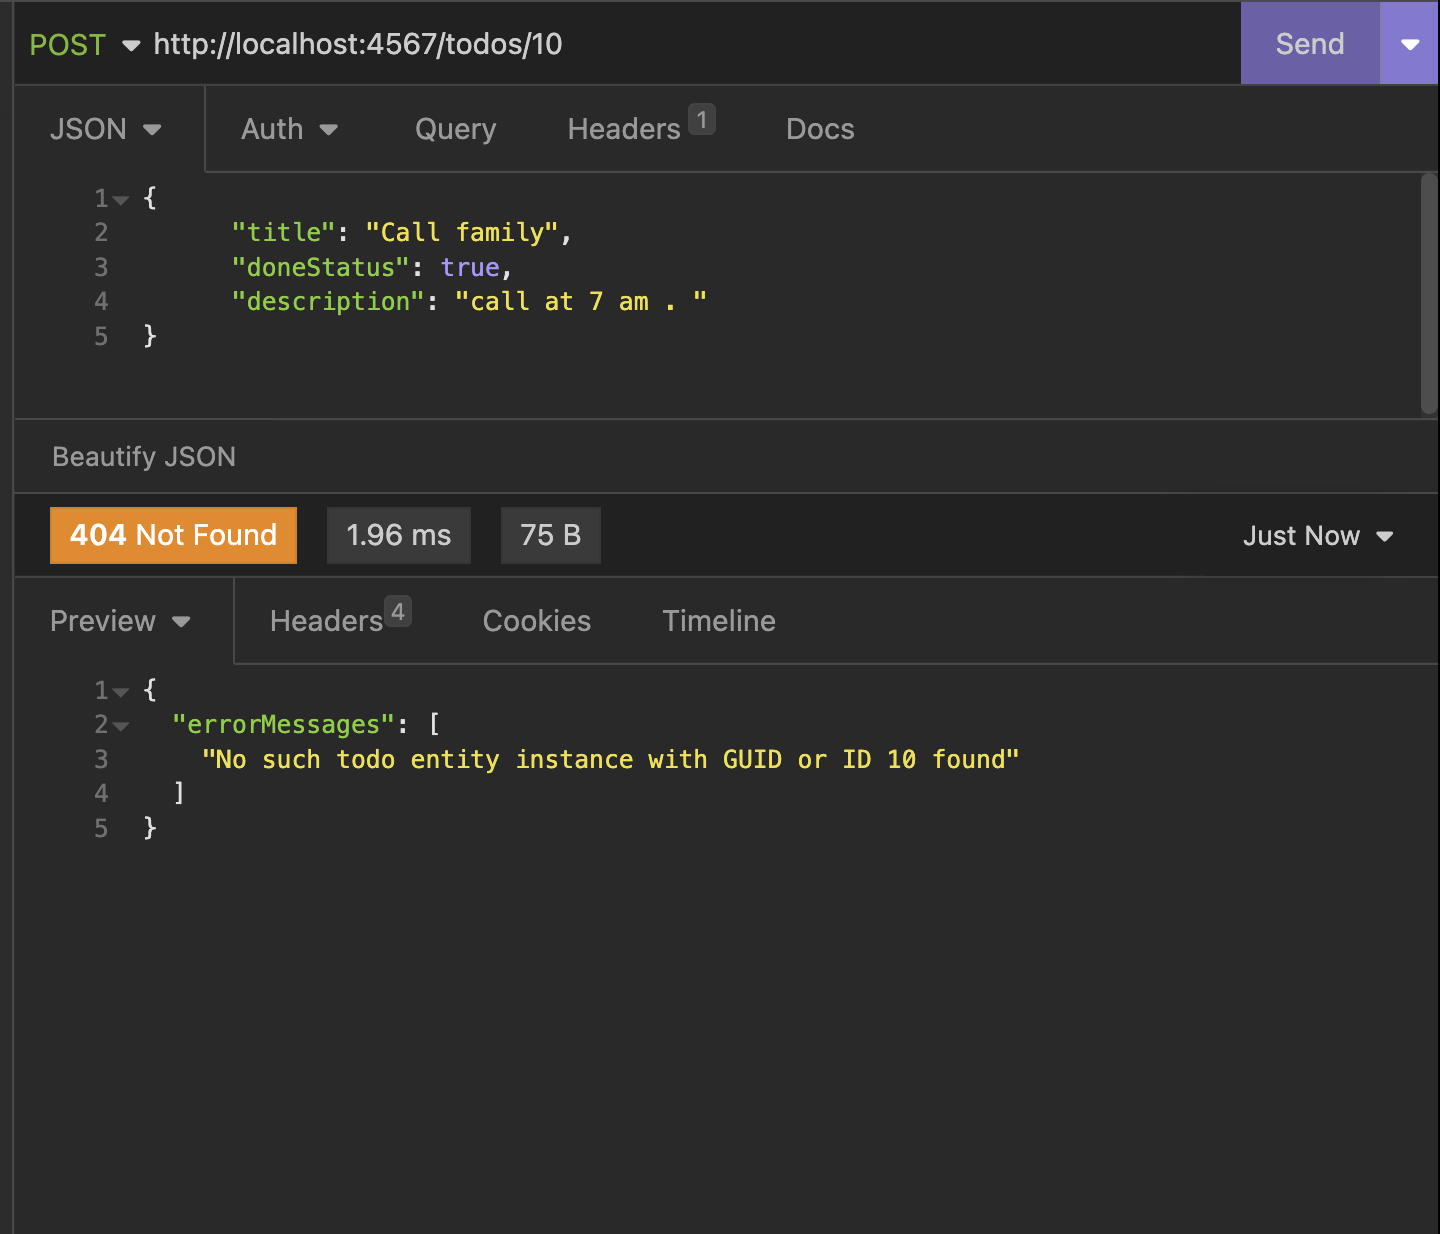 POST http://localhost:4567/todos/10 Send
JSON Auth Query Headers 1 Docs
1 {
2 "title": "Call family",
3 "doneStatus": true,
4 "description": "call at 7 am . "
5 }
Beautify JSON
404 Not Found 1.96 ms 75 B Just Now
Preview Headers 4 Cookies Timeline
1 {
2 "errorMessages": [
3 "No such todo entity instance with GUID or ID 10 found"
4 ]
5 }